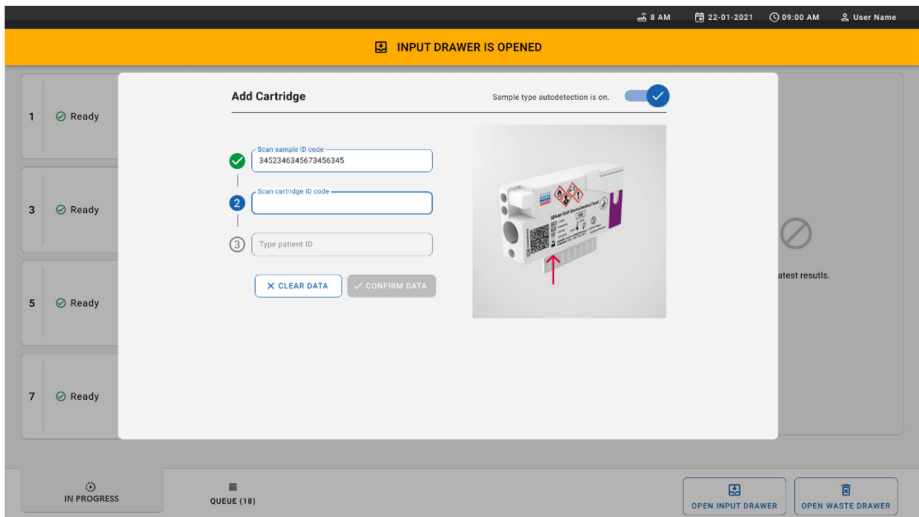 8 AM
22-01-2021
09:00 AM
User Name
INPUT DRAWER IS OPENED
Add Cartridge
Sample type autodetection is on.
Scan sample ID code
3452346345673456345
2
Scan cartridge ID code
3
Type patient ID
CLEAR DATA
CONFIRM DATA
1
Ready
3
Ready
5
Ready
7
Ready
atest resutls.
IN PROGRESS
QUEUE (18)
OPEN INPUT DRAWER
OPEN WASTE DRAWER